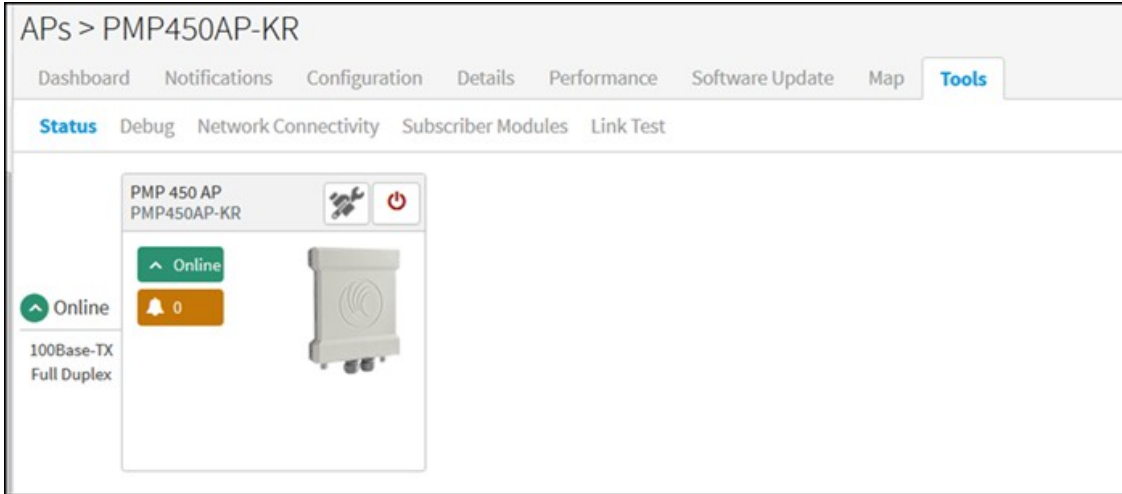 APs > PMP450AP-KR
Dashboard Notifications Configuration Details Performance Software Update Map Tools
Status Debug Network Connectivity Subscriber Modules Link Test
PMP 450 AP
PMP450AP-KR
Online
0
Online
100Base-TX
Full Duplex